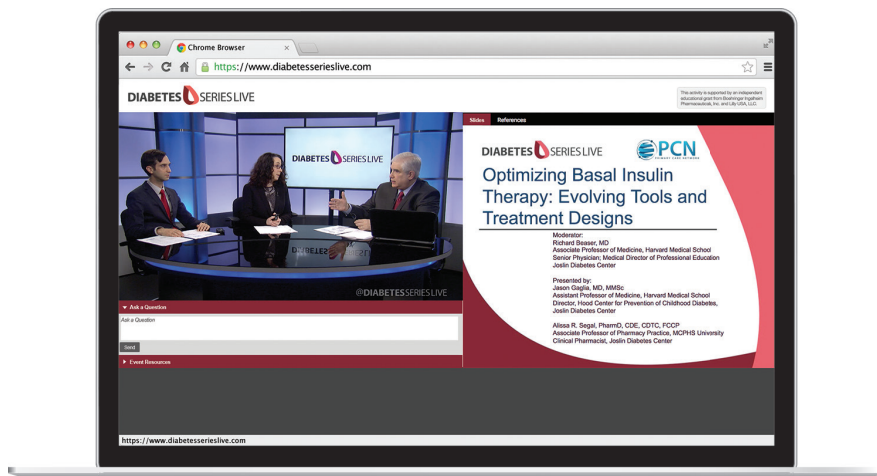 Chrome Browser
https://www.diabetesserieslive.com
DIABETES SERIES LIVE
This activity is supported by an independent
educational grant from Boehringer Ingelheim
Pharmaceuticals, Inc. and Lilly USA, LLC.
DIABETES SERIES LIVE
DIABETES SERIES LIVE
@DIABETESSERIESLIVE
Ask a Question
Ask a Question
Send
Event Resources
Slides References
DIABETES SERIES LIVE
PCN
PRIMARY CARE NETWORK
Optimizing Basal Insulin
Therapy: Evolving Tools and
Treatment Designs
Moderator:
Richard Beaser, MD
Associate Professor of Medicine, Harvard Medical School
Senior Physician; Medical Director of Professional Education
Joslin Diabetes Center
Presented by:
Jason Gaglia, MD, MMSc
Assistant Professor of Medicine, Harvard Medical School
Director, Hood Center for Prevention of Childhood Diabetes,
Joslin Diabetes Center
Alissa R. Segal, PharmD, CDE, CDTC, FCCP
Associate Professor of Pharmacy Practice, MCPHS University
Clinical Pharmacist, Joslin Diabetes Center
https://www.diabetesserieslive.com